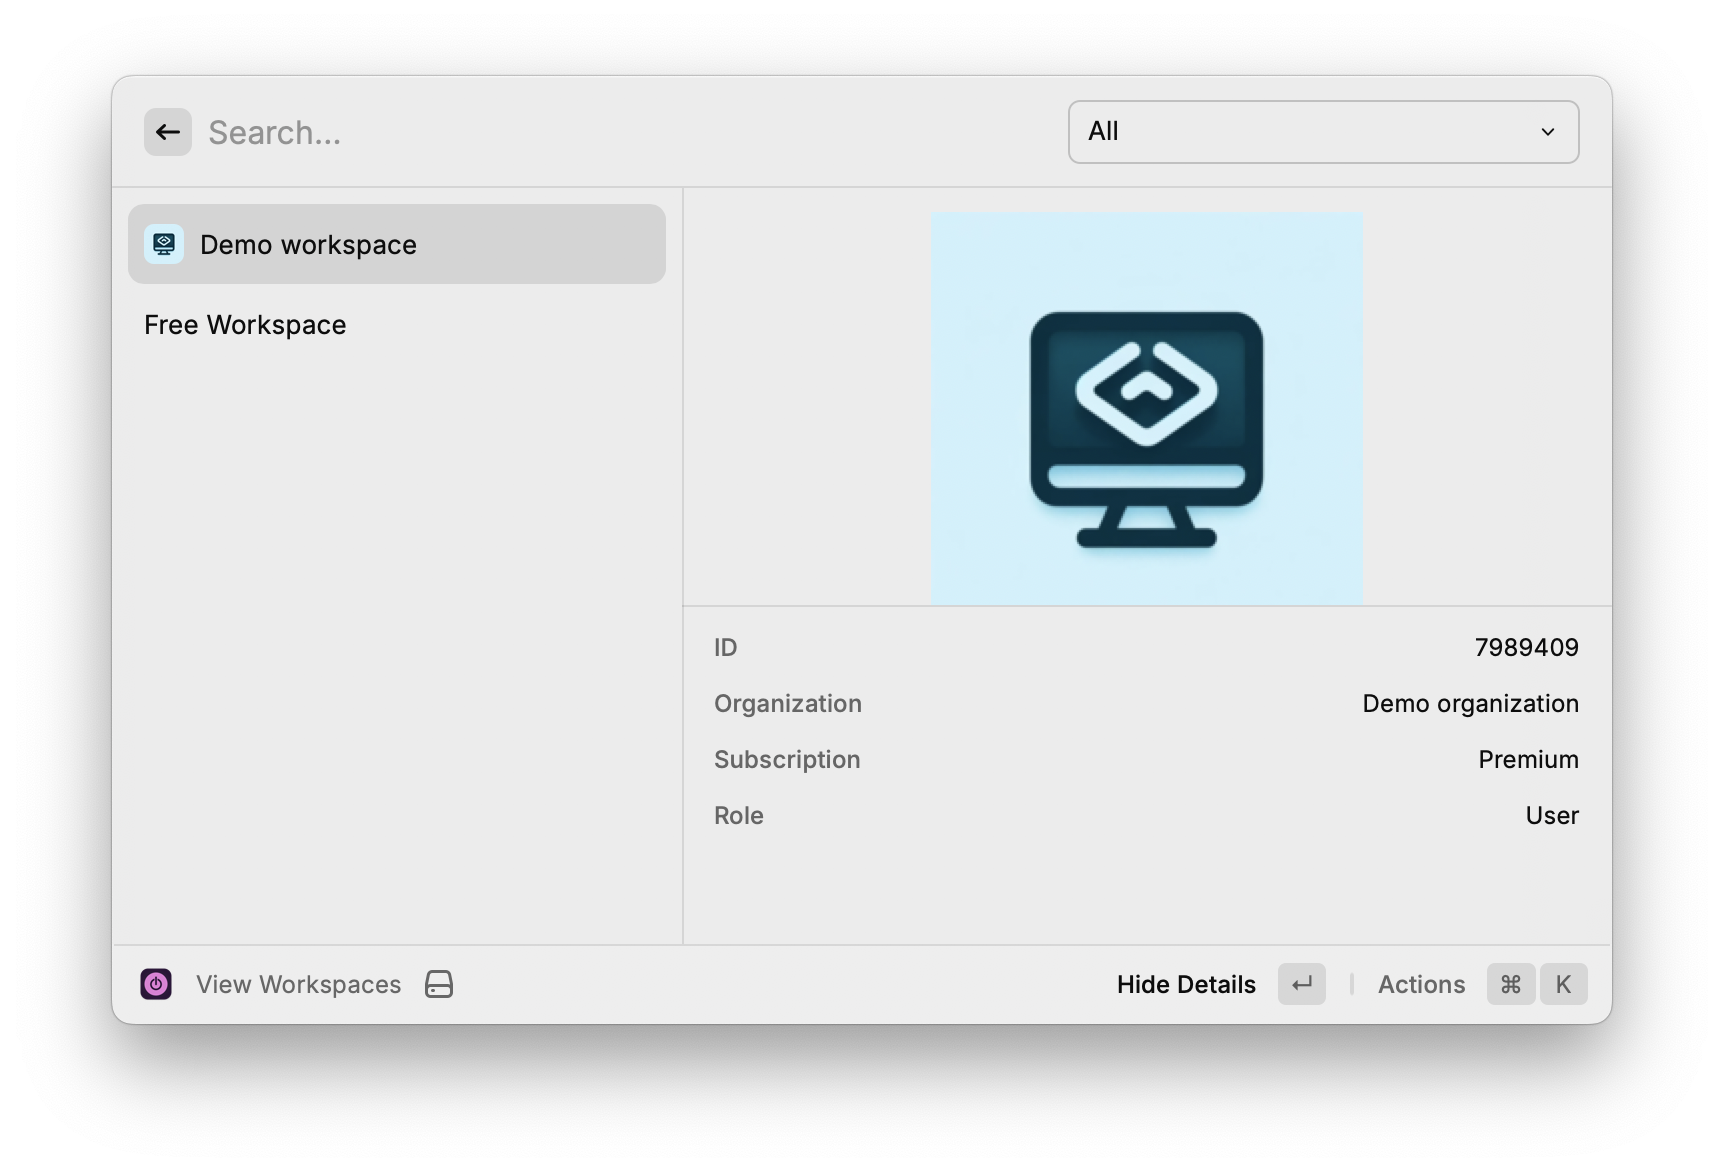 Search...
All
Demo workspace
Free Workspace
ID 7989409
Organization Demo organization
Subscription Premium
Role User
View Workspaces
Hide Details ↵ Actions ⌘ K